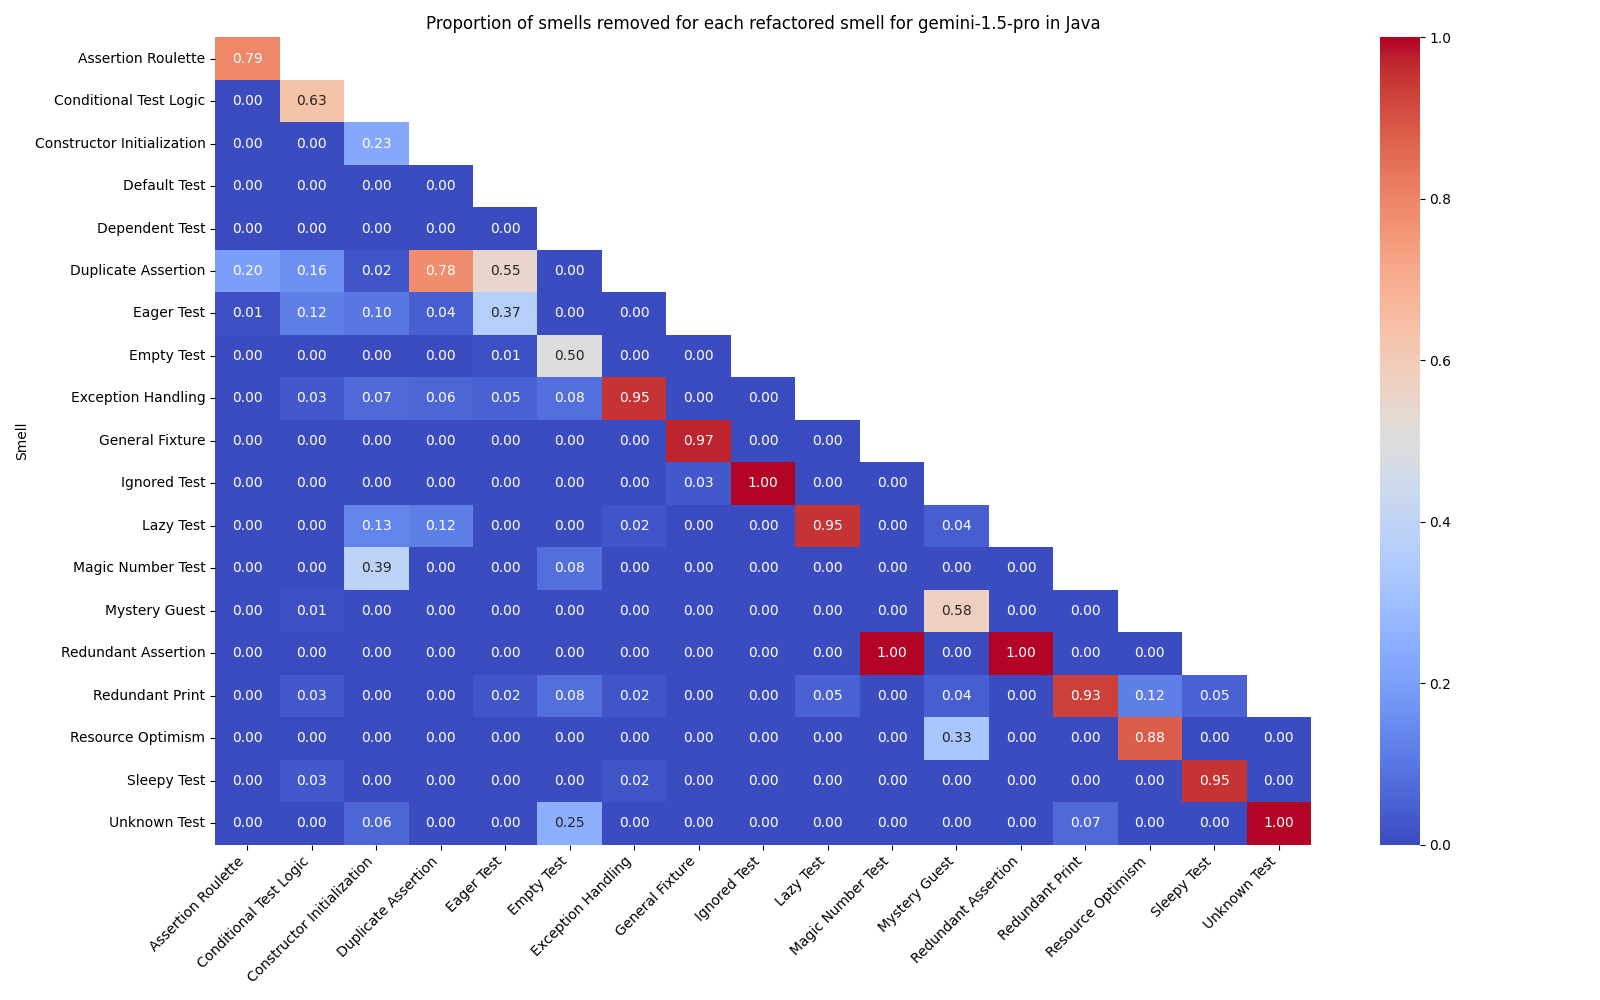 Proportion of smells removed for each refactored smell for gemini-1.5-pro in Java
Smell
Assertion Roulette 0.79
Conditional Test Logic 0.00 0.63
Constructor Initialization 0.00 0.00 0.23
Default Test 0.00 0.00 0.00 0.00
Dependent Test 0.00 0.00 0.00 0.00 0.00
Duplicate Assertion 0.20 0.16 0.02 0.78 0.55 0.00
Eager Test 0.01 0.12 0.10 0.04 0.37 0.00 0.00
Empty Test 0.00 0.00 0.00 0.00 0.01 0.50 0.00 0.00
Exception Handling 0.00 0.03 0.07 0.06 0.05 0.08 0.95 0.00 0.00
General Fixture 0.00 0.00 0.00 0.00 0.00 0.00 0.00 0.97 0.00 0.00
Ignored Test 0.00 0.00 0.00 0.00 0.00 0.00 0.00 0.03 1.00 0.00 0.00
Lazy Test 0.00 0.00 0.13 0.12 0.00 0.00 0.02 0.00 0.00 0.95 0.00 0.04
Magic Number Test 0.00 0.00 0.39 0.00 0.00 0.08 0.00 0.00 0.00 0.00 0.00 0.00 0.00
Mystery Guest 0.00 0.01 0.00 0.00 0.00 0.00 0.00 0.00 0.00 0.00 0.00 0.58 0.00 0.00
Redundant Assertion 0.00 0.00 0.00 0.00 0.00 0.00 0.00 0.00 0.00 0.00 1.00 0.00 1.00 0.00 0.00
Redundant Print 0.00 0.03 0.00 0.00 0.02 0.08 0.02 0.00 0.00 0.05 0.00 0.04 0.00 0.93 0.12 0.05
Resource Optimism 0.00 0.00 0.00 0.00 0.00 0.00 0.00 0.00 0.00 0.00 0.00 0.33 0.00 0.00 0.88 0.00 0.00
Sleepy Test 0.00 0.03 0.00 0.00 0.00 0.00 0.02 0.00 0.00 0.00 0.00 0.00 0.00 0.00 0.00 0.95 0.00
Unknown Test 0.00 0.00 0.06 0.00 0.00 0.25 0.00 0.00 0.00 0.00 0.00 0.00 0.00 0.07 0.00 0.00 1.00
Assertion Roulette
Conditional Test Logic
Constructor Initialization
Duplicate Assertion
Eager Test
Empty Test
Exception Handling
General Fixture
Ignored Test
Lazy Test
Magic Number Test
Mystery Guest
Redundant Assertion
Redundant Print
Resource Optimism
Sleepy Test
Unknown Test
1.0
0.8
0.6
0.4
0.2
0.0